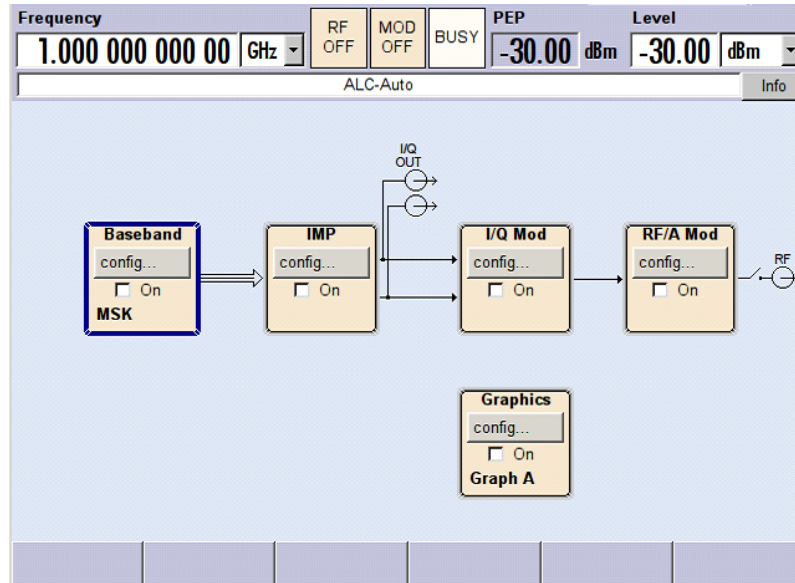 Frequency
1.000 000 000 00 GHz
RF OFF
MOD OFF
BUSY
PEP
-30.00 dBm
Level
-30.00 dBm
ALC-Auto
Info
I/Q
OUT
Baseband
config...
On
MSK
IMP
config...
On
I/Q Mod
config...
On
RF/A Mod
config...
On
RF
Graphics
config...
On
Graph A